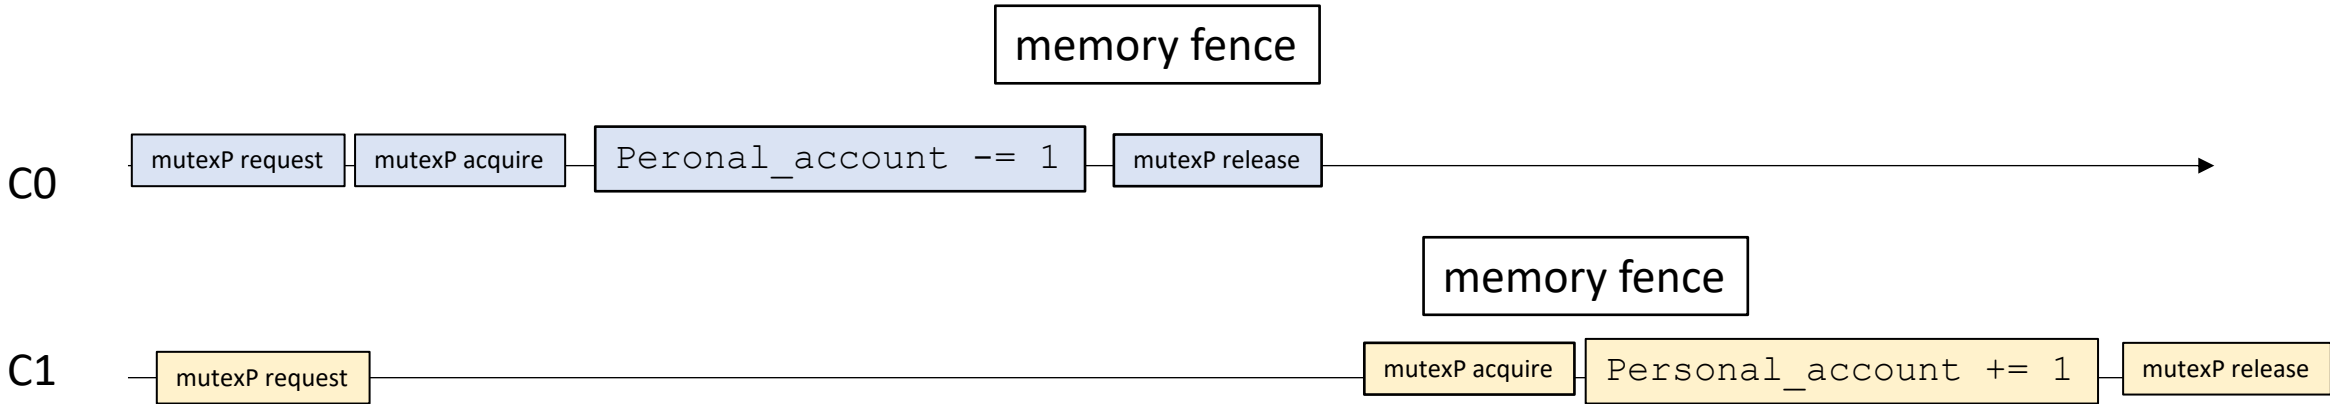 memory fence
C0
mutexP request
mutexP acquire
Peronal_account -= 1
mutexP release
memory fence
C1
mutexP request
mutexP acquire
Personal_account += 1
mutexP release